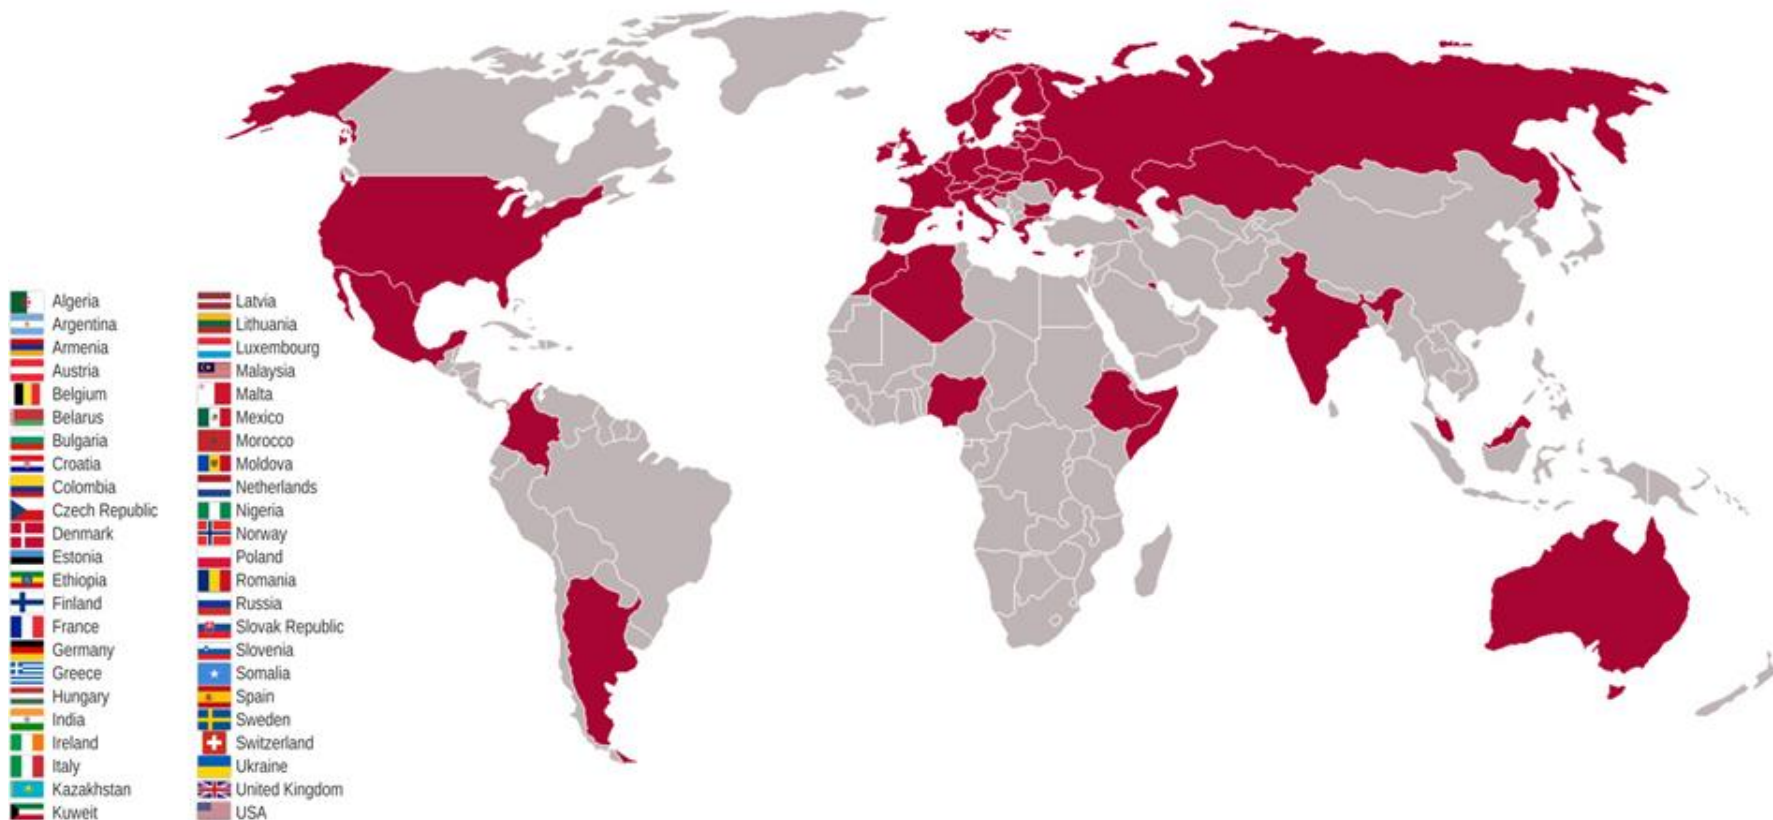 Algeria
Argentina
Armenia
Austria
Belgium
Belarus
Bulgaria
Croatia
Colombia
Czech Republic
Denmark
Estonia
Ethiopia
Finland
France
Germany
Greece
Hungary
India
Ireland
Italy
Kazakhstan
Kuweit
Latvia
Lithuania
Luxembourg
Malaysia
Malta
Mexico
Morocco
Moldova
Netherlands
Nigeria
Norway
Poland
Romania
Russia
Slovak Republic
Slovenia
Somalia
Spain
Sweden
Switzerland
Ukraine
United Kingdom
USA